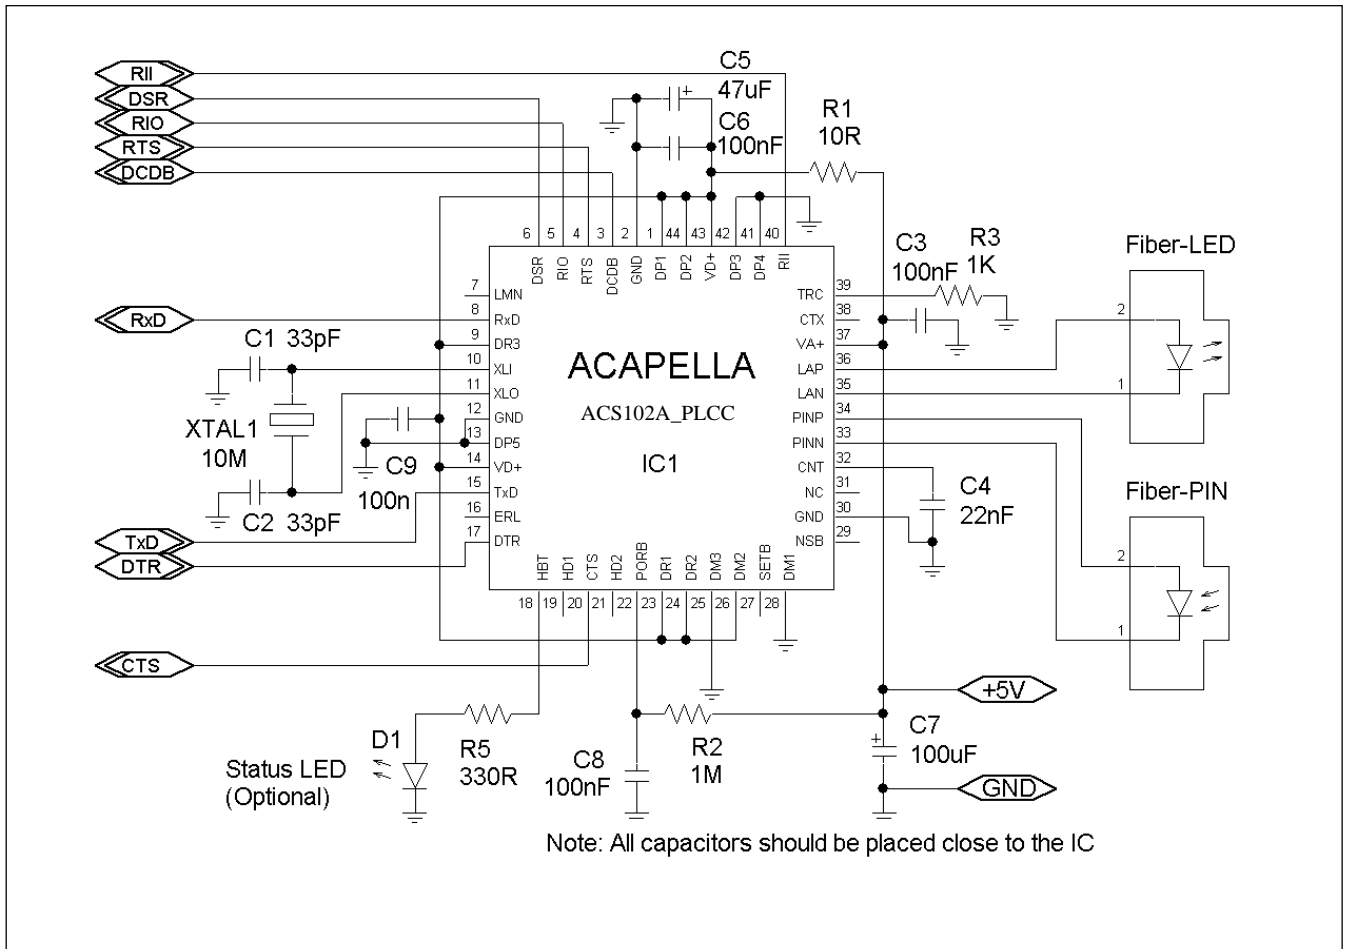 RII
DSR
RIO
RTS
DCDB
C5
47uF
C6
100nF
R1
10R
6 5 4 3 2 1 44 43 42 41 40
DSR RIO RTS DCDB GND DP1 DP2 VD+ DP3 DP4 RII
C3
100nF
R3
1K
Fiber-LED
2
1
RxD
C1 33pF
XTAL1
10M
C2 33pF
C9
100n
7 LMN
8 RxD
9 DR3
10 XLI
11 XLO
12 GND
13 DP5
14 VD+
15 TxD
16 ERL
17 DTR
ACAPELLA
ACS102A_PLCC
IC1
TRC 39
CTX 38
VA+ 37
LAP 36
LAN 35
PINP 34
PINN 33
CNT 32
NC 31
GND 30
NSB 29
C4
22nF
Fiber-PIN
2
1
TxD
DTR
HBT HD1 CTS HD2 PORB DR1 DR2 DM3 DM2 SETB DM1
18 19 20 21 22 23 24 25 26 27 28
CTS
+5V
C7
100uF
GND
D1
Status LED
(Optional)
R5
330R
C8
100nF
R2
1M
Note: All capacitors should be placed close to the IC